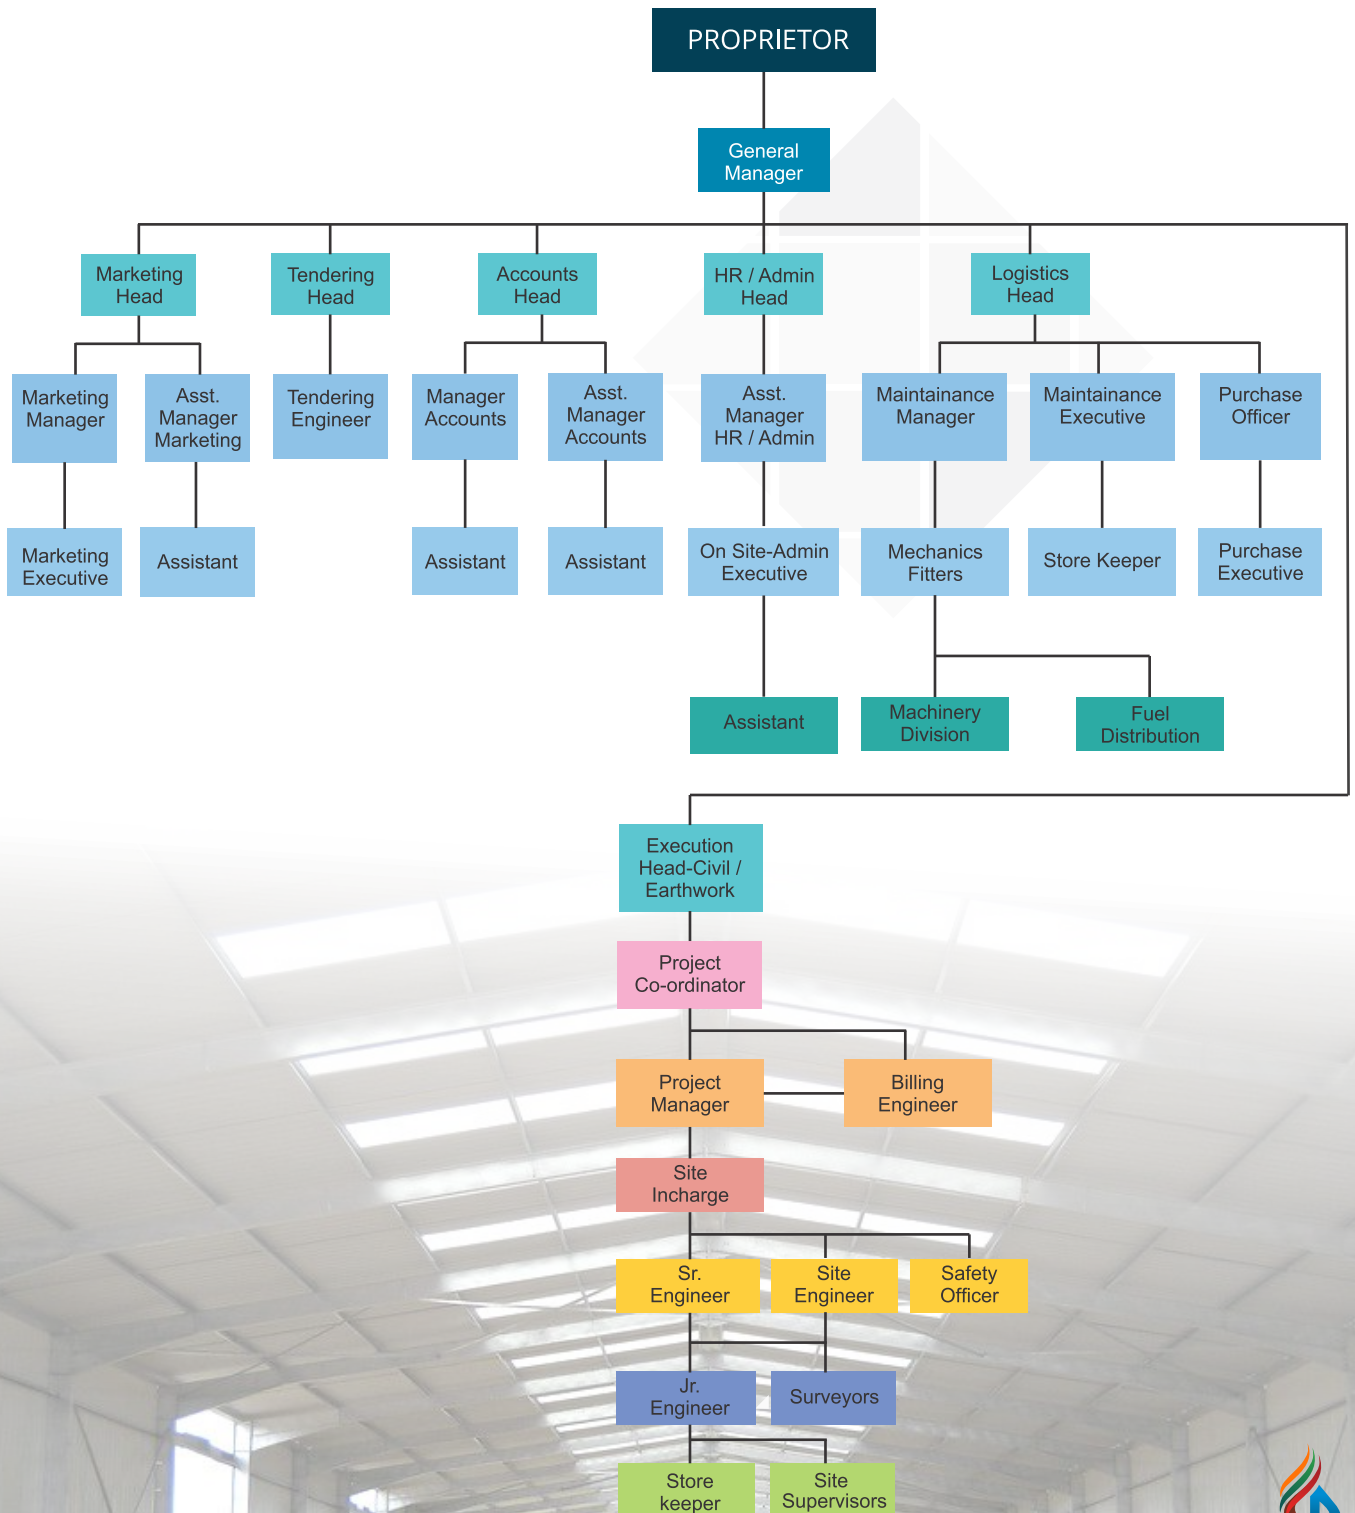 PROPRIETOR
General
Manager
Marketing
Head
Tendering
Head
Accounts
Head
HR / Admin
Head
Logistics
Head
Marketing
Manager
Asst.
Manager
Marketing
Tendering
Engineer
Manager
Accounts
Asst.
Manager
Accounts
Asst.
Manager
HR / Admin
Maintainance
Manager
Maintainance
Executive
Purchase
Officer
Marketing
Executive
Assistant
Assistant
Assistant
On Site-Admin
Executive
Mechanics
Fitters
Store Keeper
Purchase
Executive
Assistant
Machinery
Division
Fuel
Distribution
Execution
Head-Civil /
Earthwork
Project
Co-ordinator
Project
Manager
Billing
Engineer
Site
Incharge
Sr.
Engineer
Site
Engineer
Safety
Officer
Jr.
Engineer
Surveyors
Store
keeper
Site
Supervisors